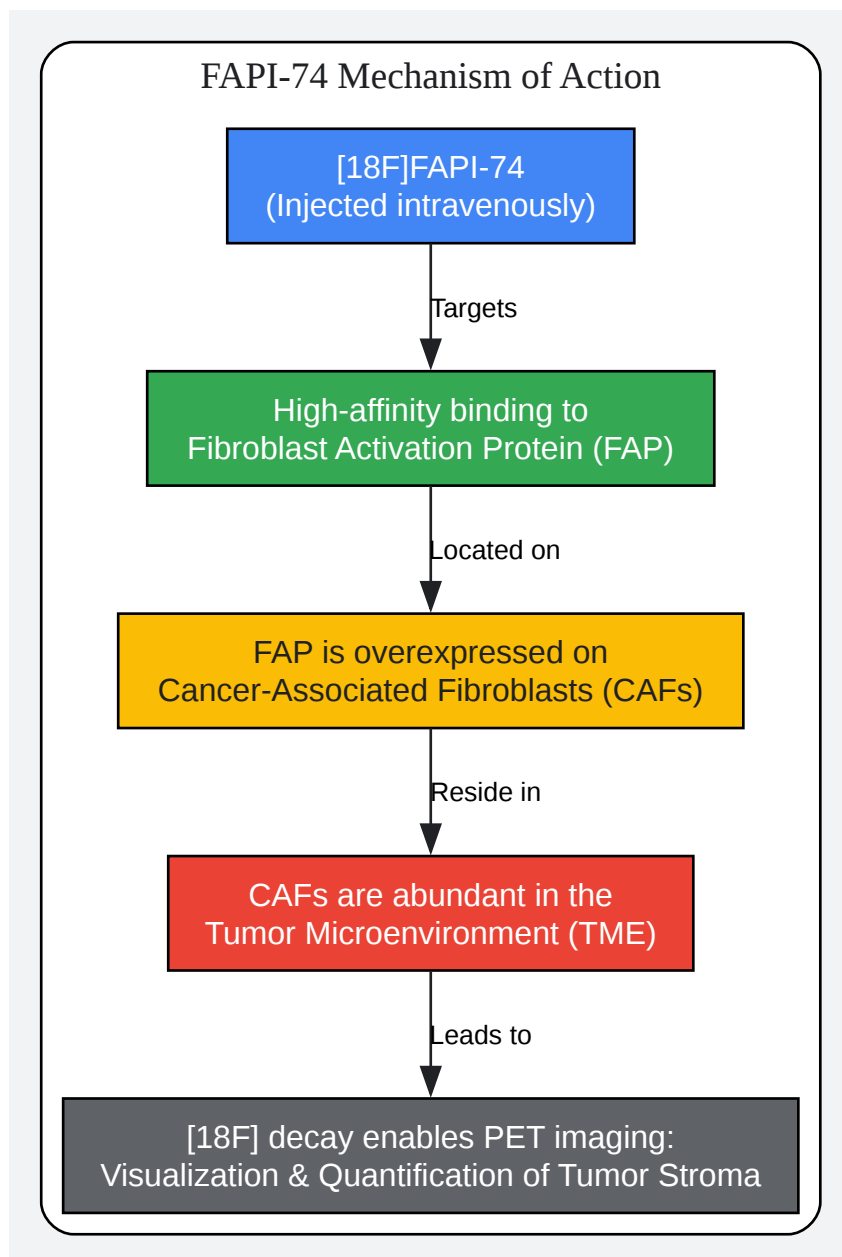 FAPI-74 Mechanism of Action
[18F]FAPI-74
(Injected intravenously)
Targets
High-affinity binding to
Fibroblast Activation Protein (FAP)
Located on
FAP is overexpressed on
Cancer-Associated Fibroblasts (CAFs)
Reside in
CAFs are abundant in the
Tumor Microenvironment (TME)
Leads to
[18F] decay enables PET imaging:
Visualization & Quantification of Tumor Stroma